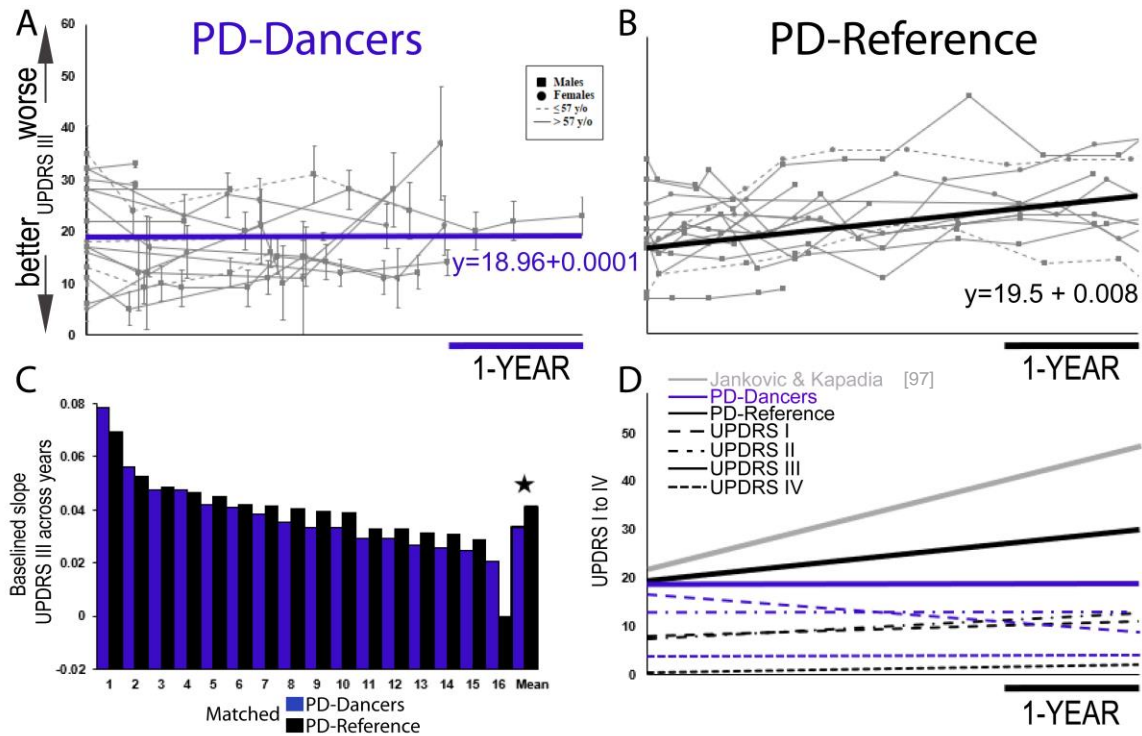 A
PD-Dancers
60
50
40
30
20
10
0
worse
UPDRS III
better
Males
Females
≤ 57 y/o
> 57 y/o
y=18.96+0.0001
1-YEAR
B
PD-Reference
y=19.5 + 0.008
1-YEAR
C
0.08
0.06
0.04
0.02
0
-0.02
Baselined slope
UPDRS III across years
1 2 3 4 5 6 7 8 9 10 11 12 13 14 15 16 Mean
Matched
PD-Dancers
PD-Reference
D
Jankovic & Kapadia [97]
PD-Dancers
PD-Reference
UPDRS I
UPDRS II
UPDRS III
UPDRS IV
50
40
30
20
10
0
UPDRS I to IV
1-YEAR